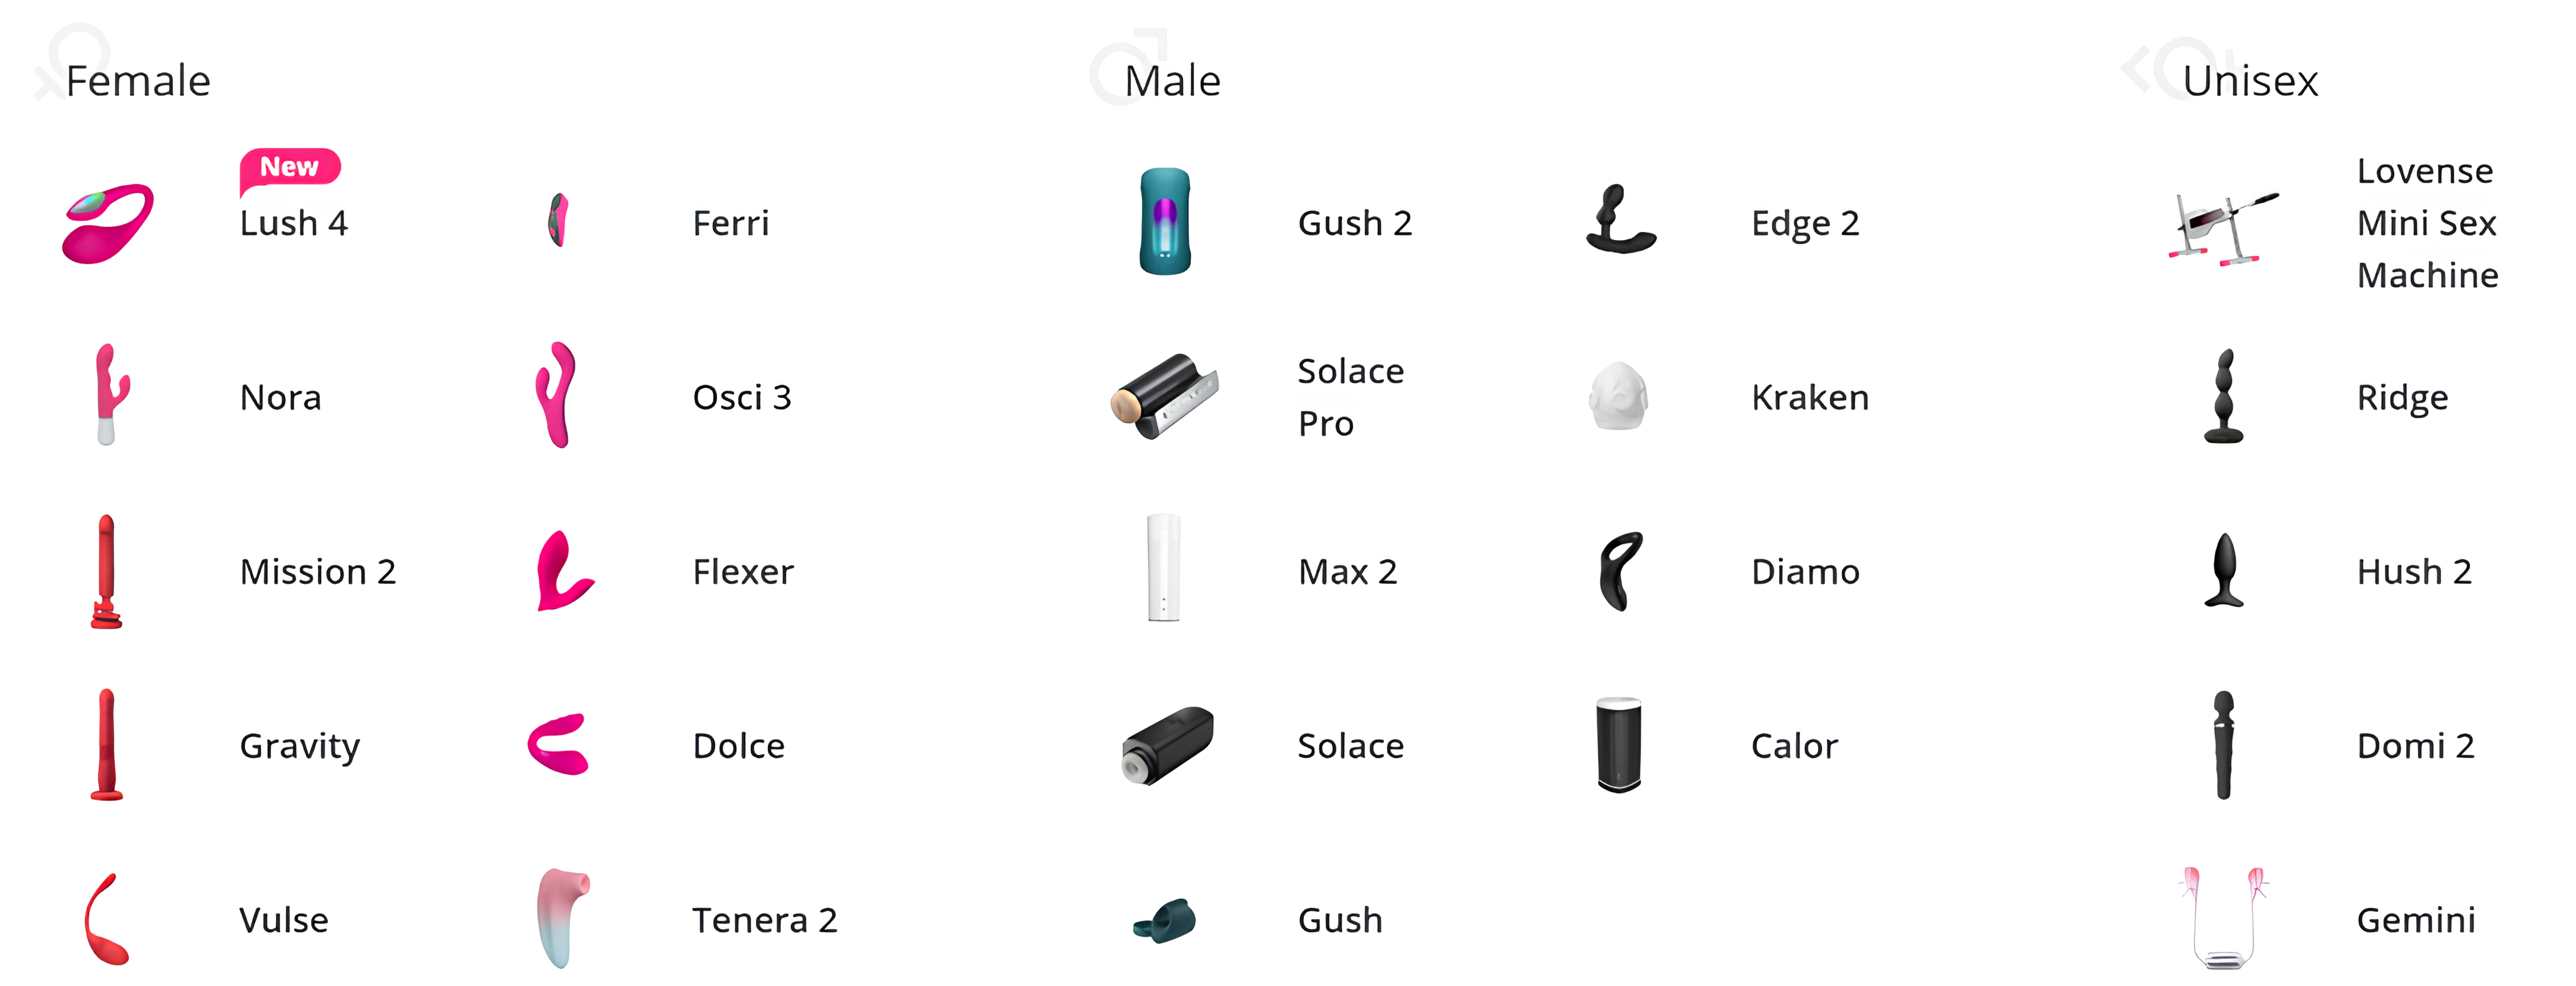 Female
New
Lush 4
Ferri
Nora
Osci 3
Mission 2
Flexer
Gravity
Dolce
Vulse
Tenera 2
Male
Gush 2
Edge 2
Solace
Pro
Kraken
Max 2
Diamo
Solace
Calor
Gush
Unisex
Lovense
Mini Sex
Machine
Ridge
Hush 2
Domi 2
Gemini